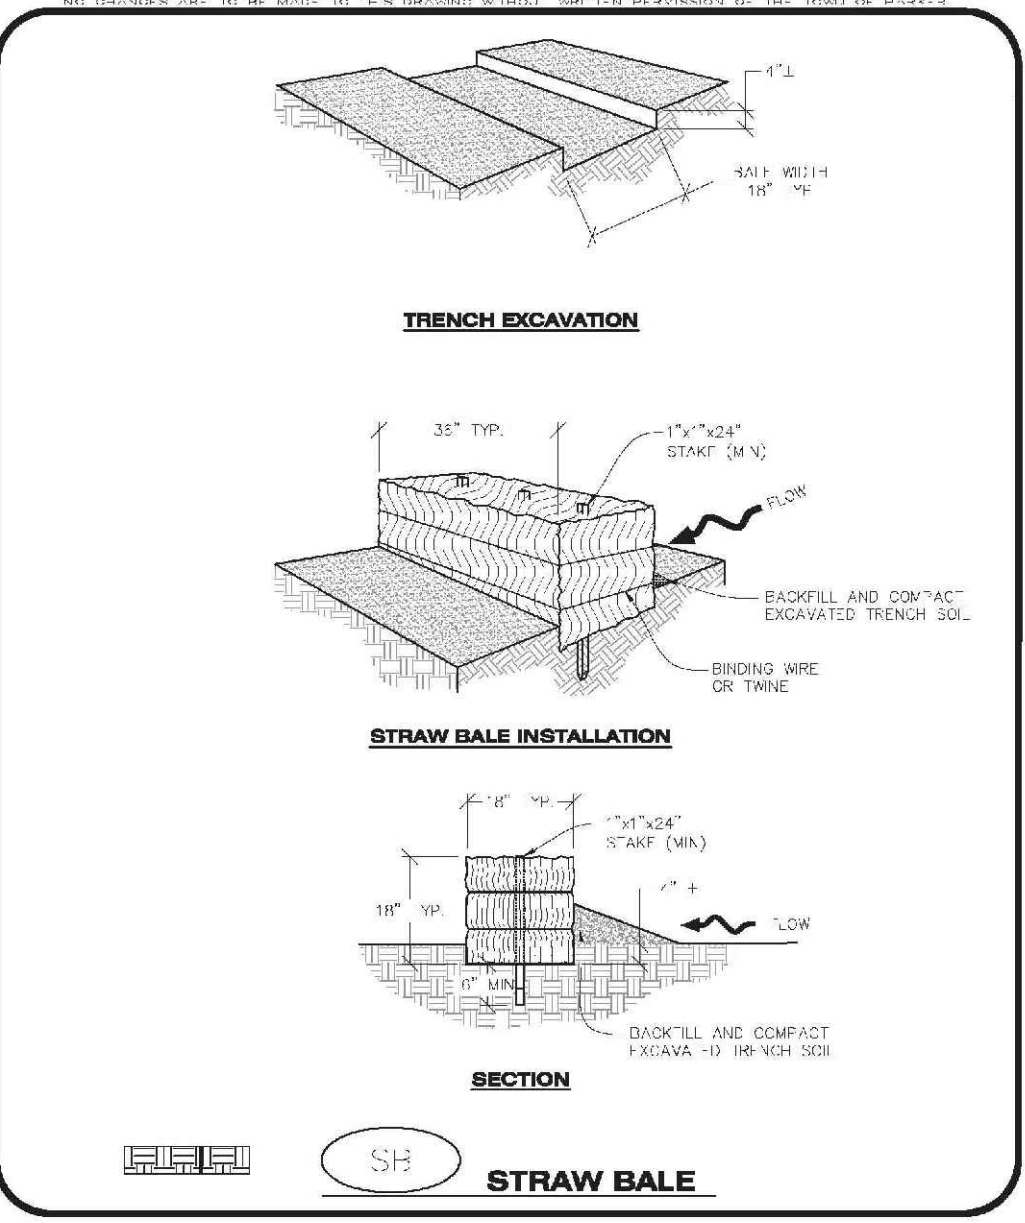 NO CHANGES ARE TO BE MADE TO THIS DRAWING WITHOUT WRITTEN PERMISSION OF THE TOWN OF PARKER
4"±
BALE WIDTH
18" TYP
TRENCH EXCAVATION
36" TYP.
1"x1"x24"
STAKE (MIN)
FLOW
BACKFILL AND COMPACT
EXCAVATED TRENCH SOIL
BINDING WIRE
OR TWINE
STRAW BALE INSTALLATION
18" TYP.
1"x1"x24"
STAKE (MIN)
4" ±
18" TYP.
FLOW
6" MIN
BACKFILL AND COMPACT
EXCAVATED TRENCH SOIL
SECTION
SB
STRAW BALE